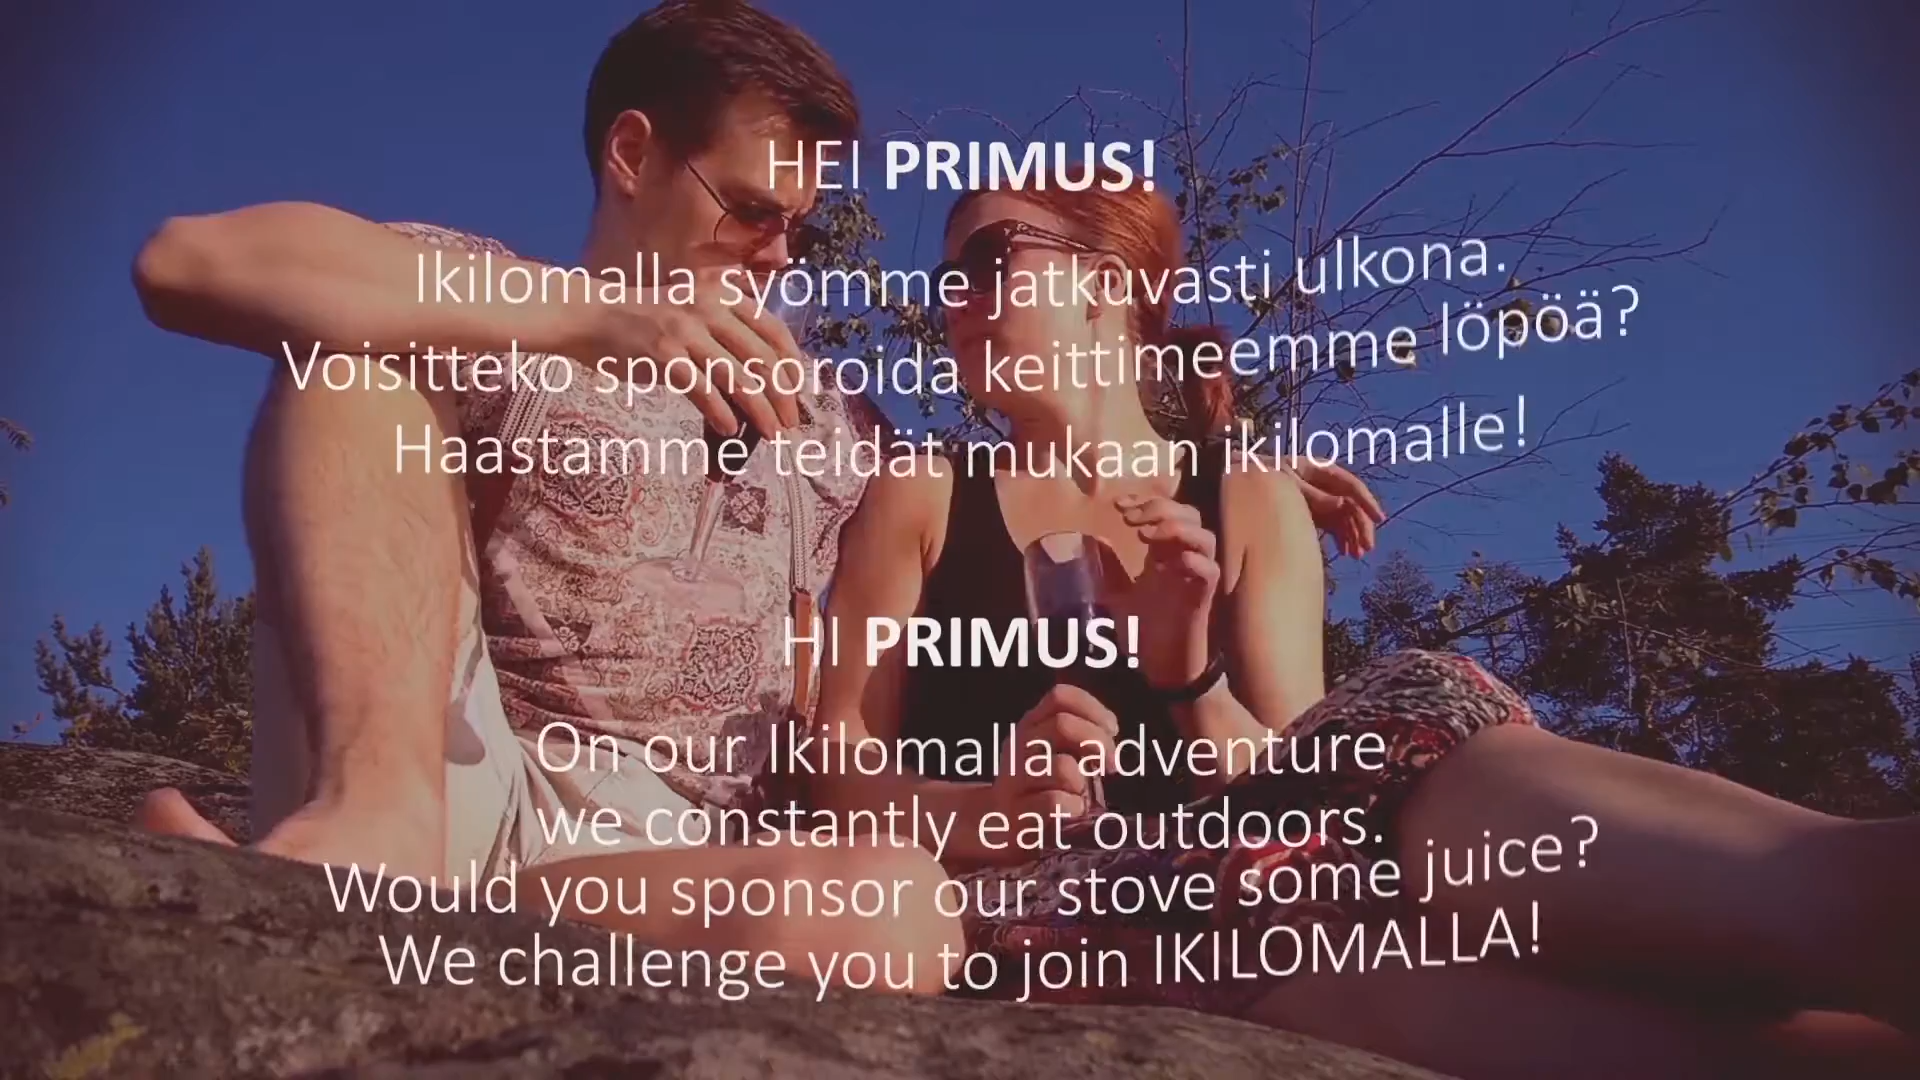 HEI PRIMUS!
Ikilomalla syömme jatkuvasti ulkona.
Voisitteko sponsoroida keittimeemme löpöä?
Haastamme teidät mukaan ikilomalle!
HI PRIMUS!
On our Ikilomalla adventure
we constantly eat outdoors.
Would you sponsor our stove some juice?
We challenge you to join IKILOMALLA!